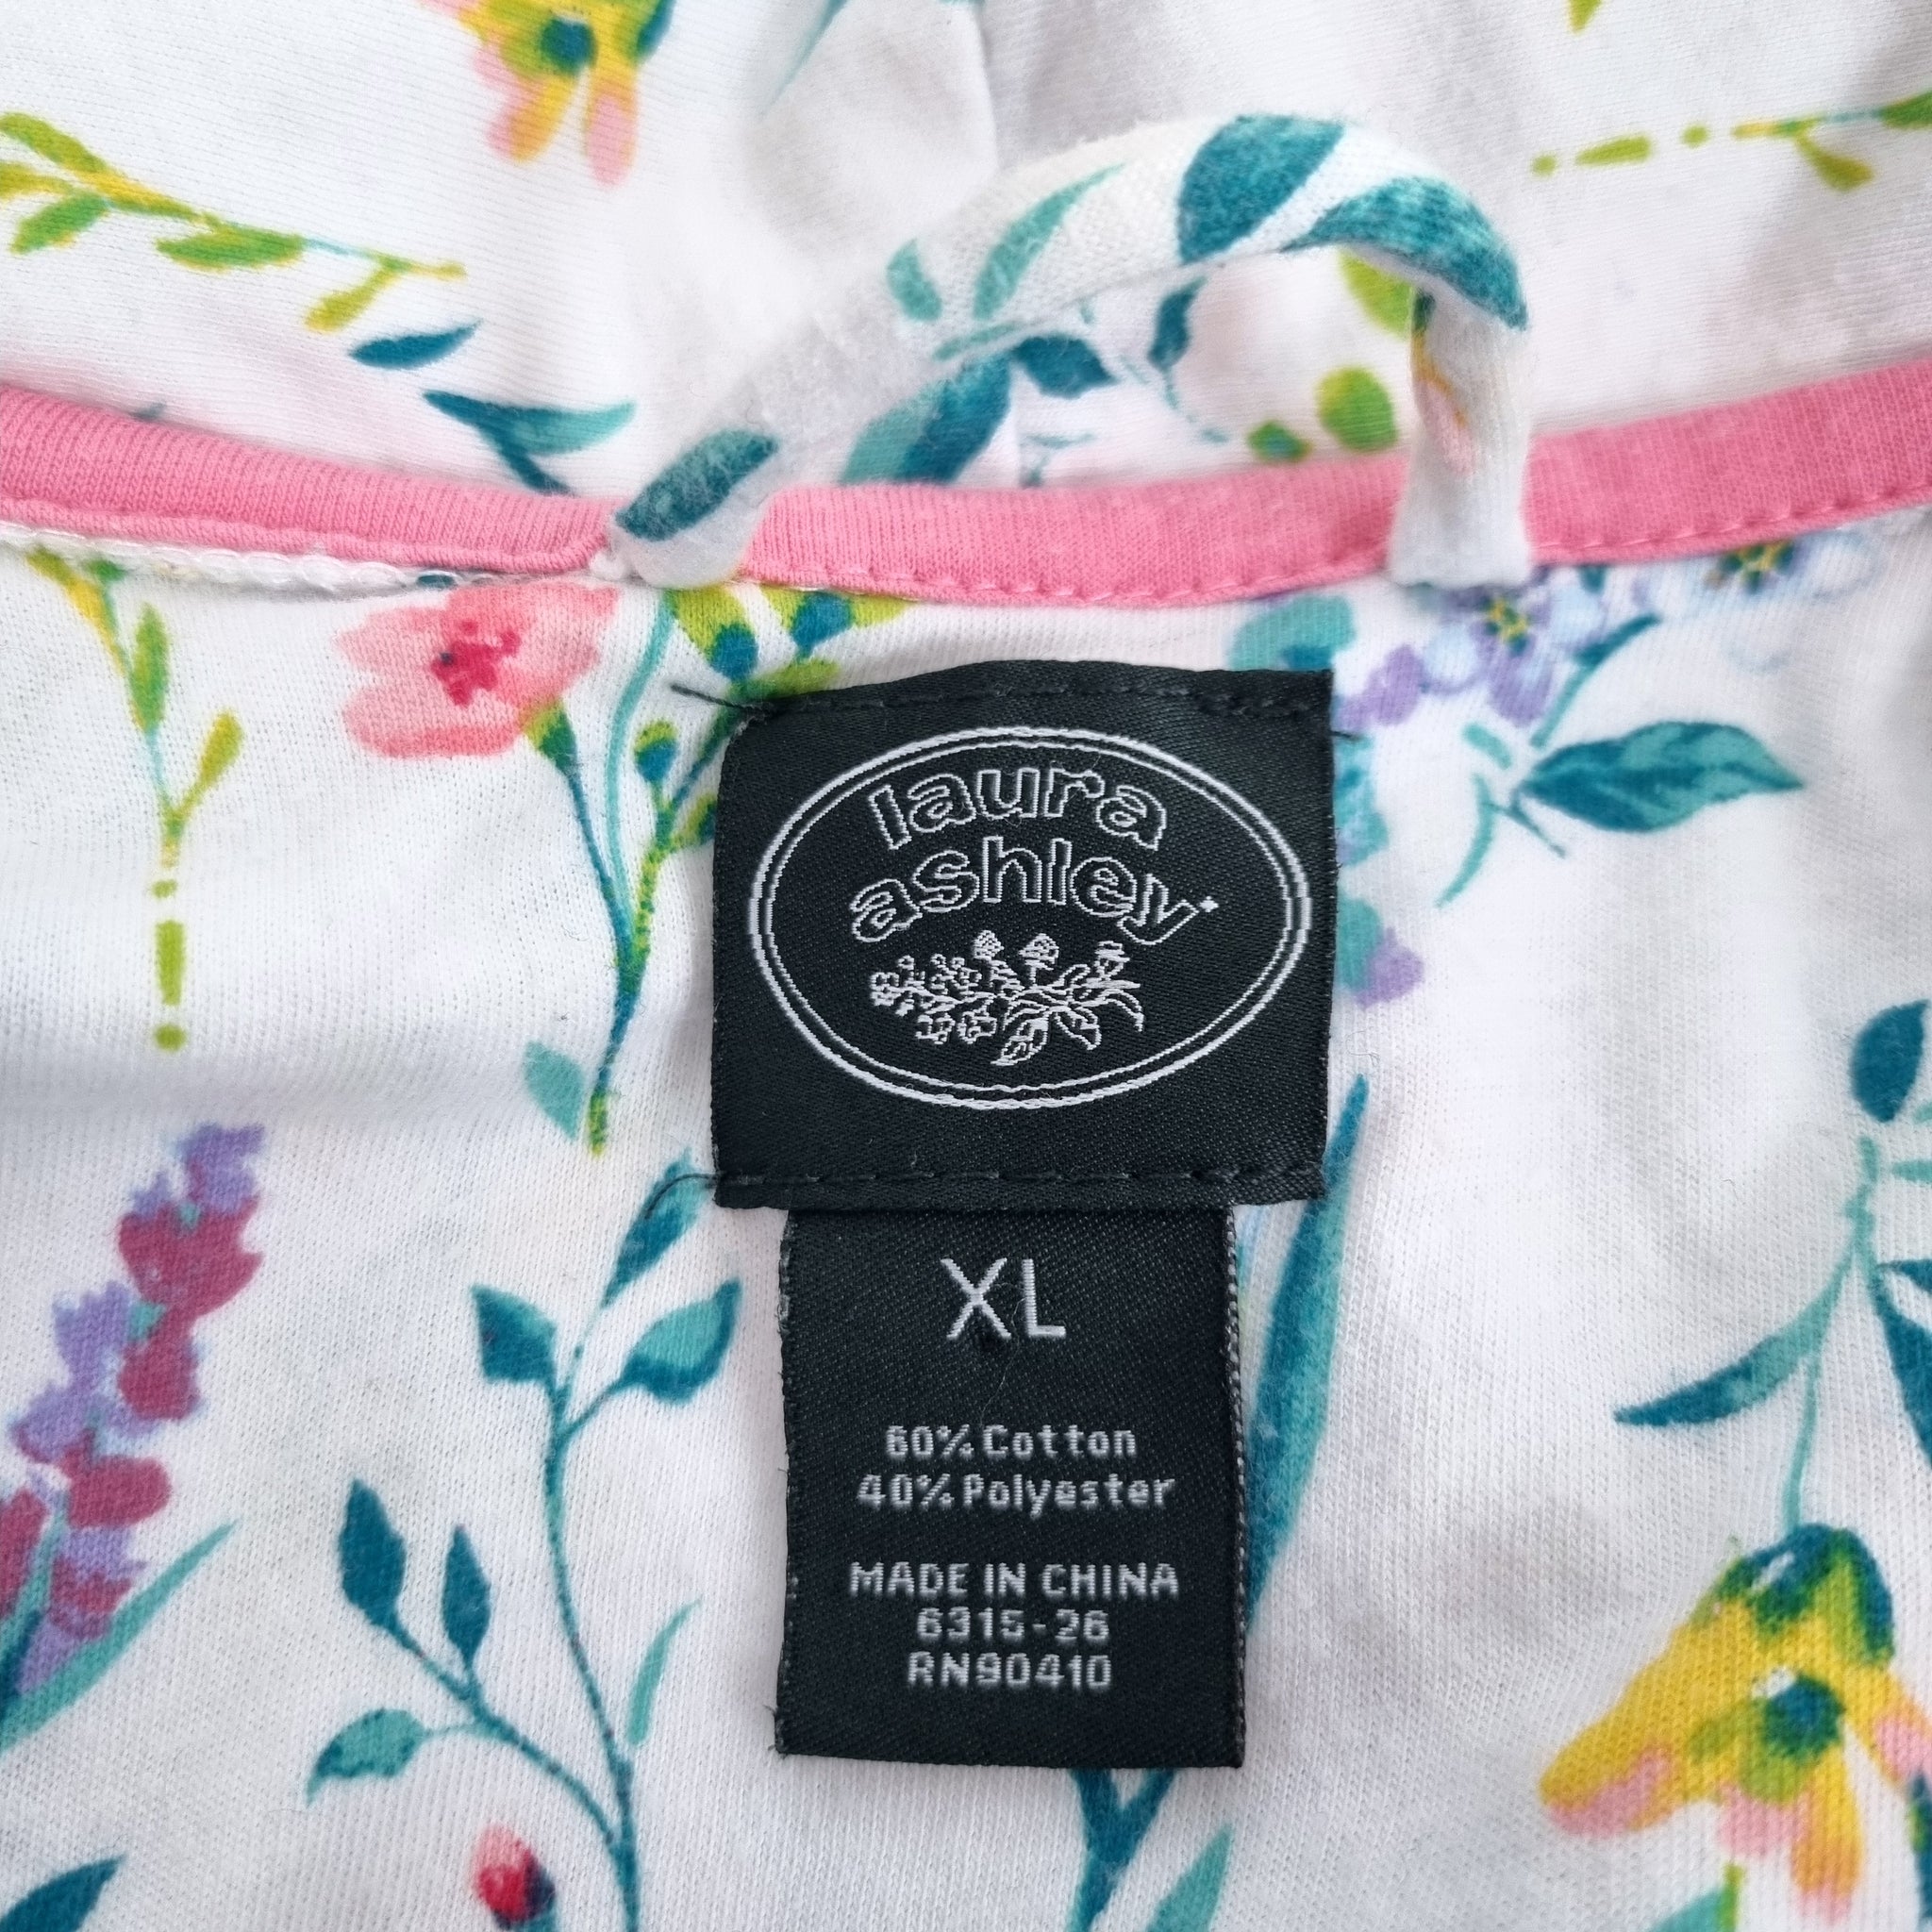 laura
ashley
XL
60% Cotton
40% Polyester
MADE IN CHINA
6315-26
RN90410